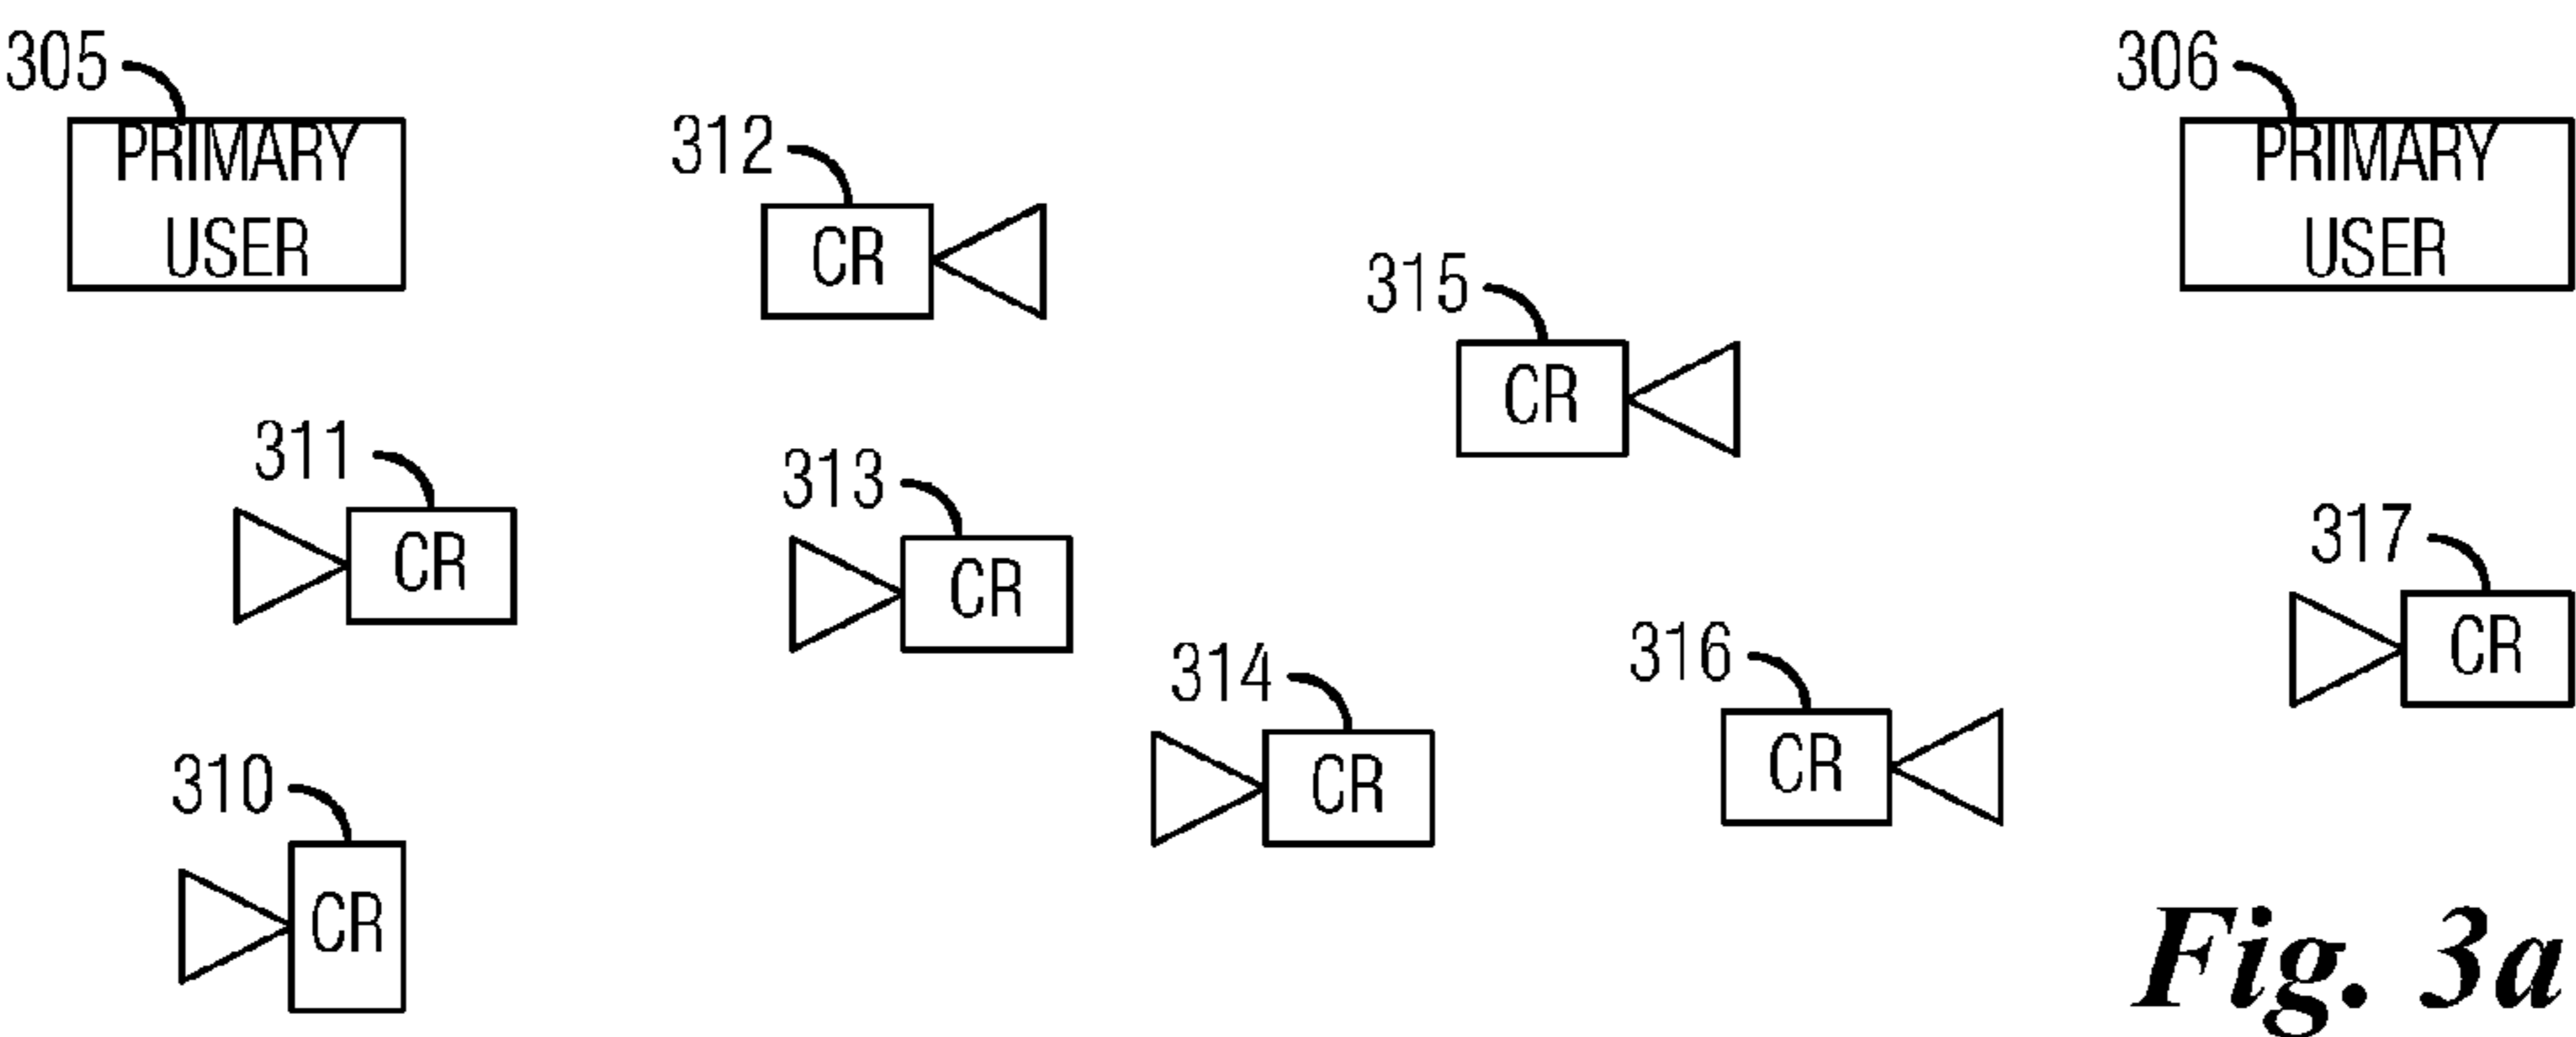 305
PRIMARY
USER
306
PRIMARY
USER
312
CR
315
CR
311
CR
313
CR
317
CR
314
CR
316
CR
310
CR
Fig. 3a